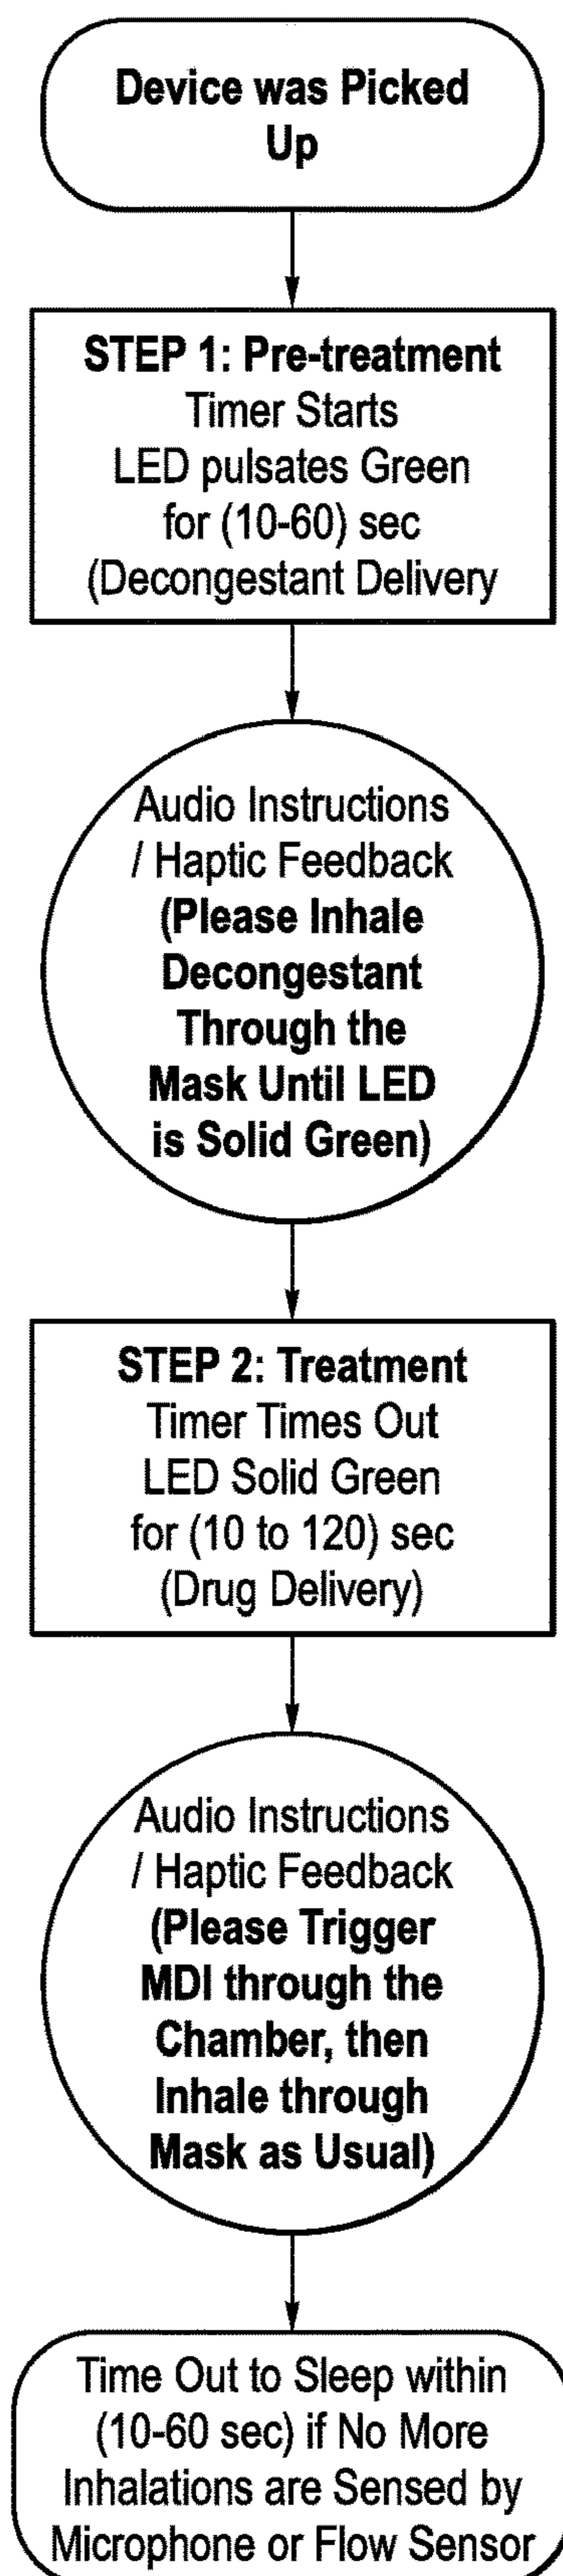 Device was Picked
Up
STEP 1: Pre-treatment
Timer Starts
LED pulsates Green
for (10-60) sec
(Decongestant Delivery
Audio Instructions
/ Haptic Feedback
(Please Inhale
Decongestant
Through the
Mask Until LED
is Solid Green)
STEP 2: Treatment
Timer Times Out
LED Solid Green
for (10 to 120) sec
(Drug Delivery)
Audio Instructions
/ Haptic Feedback
(Please Trigger
MDI through the
Chamber, then
Inhale through
Mask as Usual)
Time Out to Sleep within
(10-60 sec) if No More
Inhalations are Sensed by
Microphone or Flow Sensor